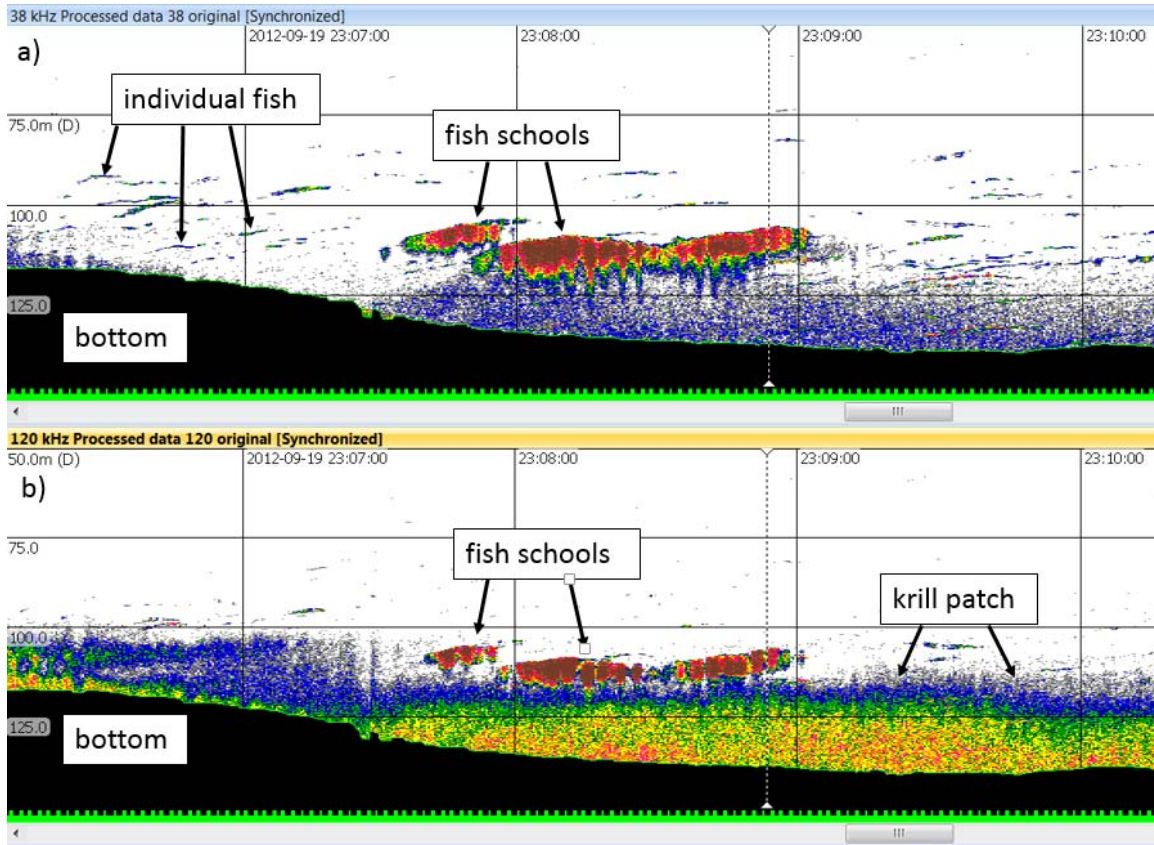 38 kHz Processed data 38 original [Synchronized]
2012-09-19 23:07:00 23:08:00 23:09:00 23:10:00
a)
individual fish
fish schools
75.0m (D)
100.0
125.0
bottom
120 kHz Processed data 120 original [Synchronized]
50.0m (D) 2012-09-19 23:07:00 23:08:00 23:09:00 23:10:00
b)
fish schools
75.0
krill patch
100.0
125.0
bottom